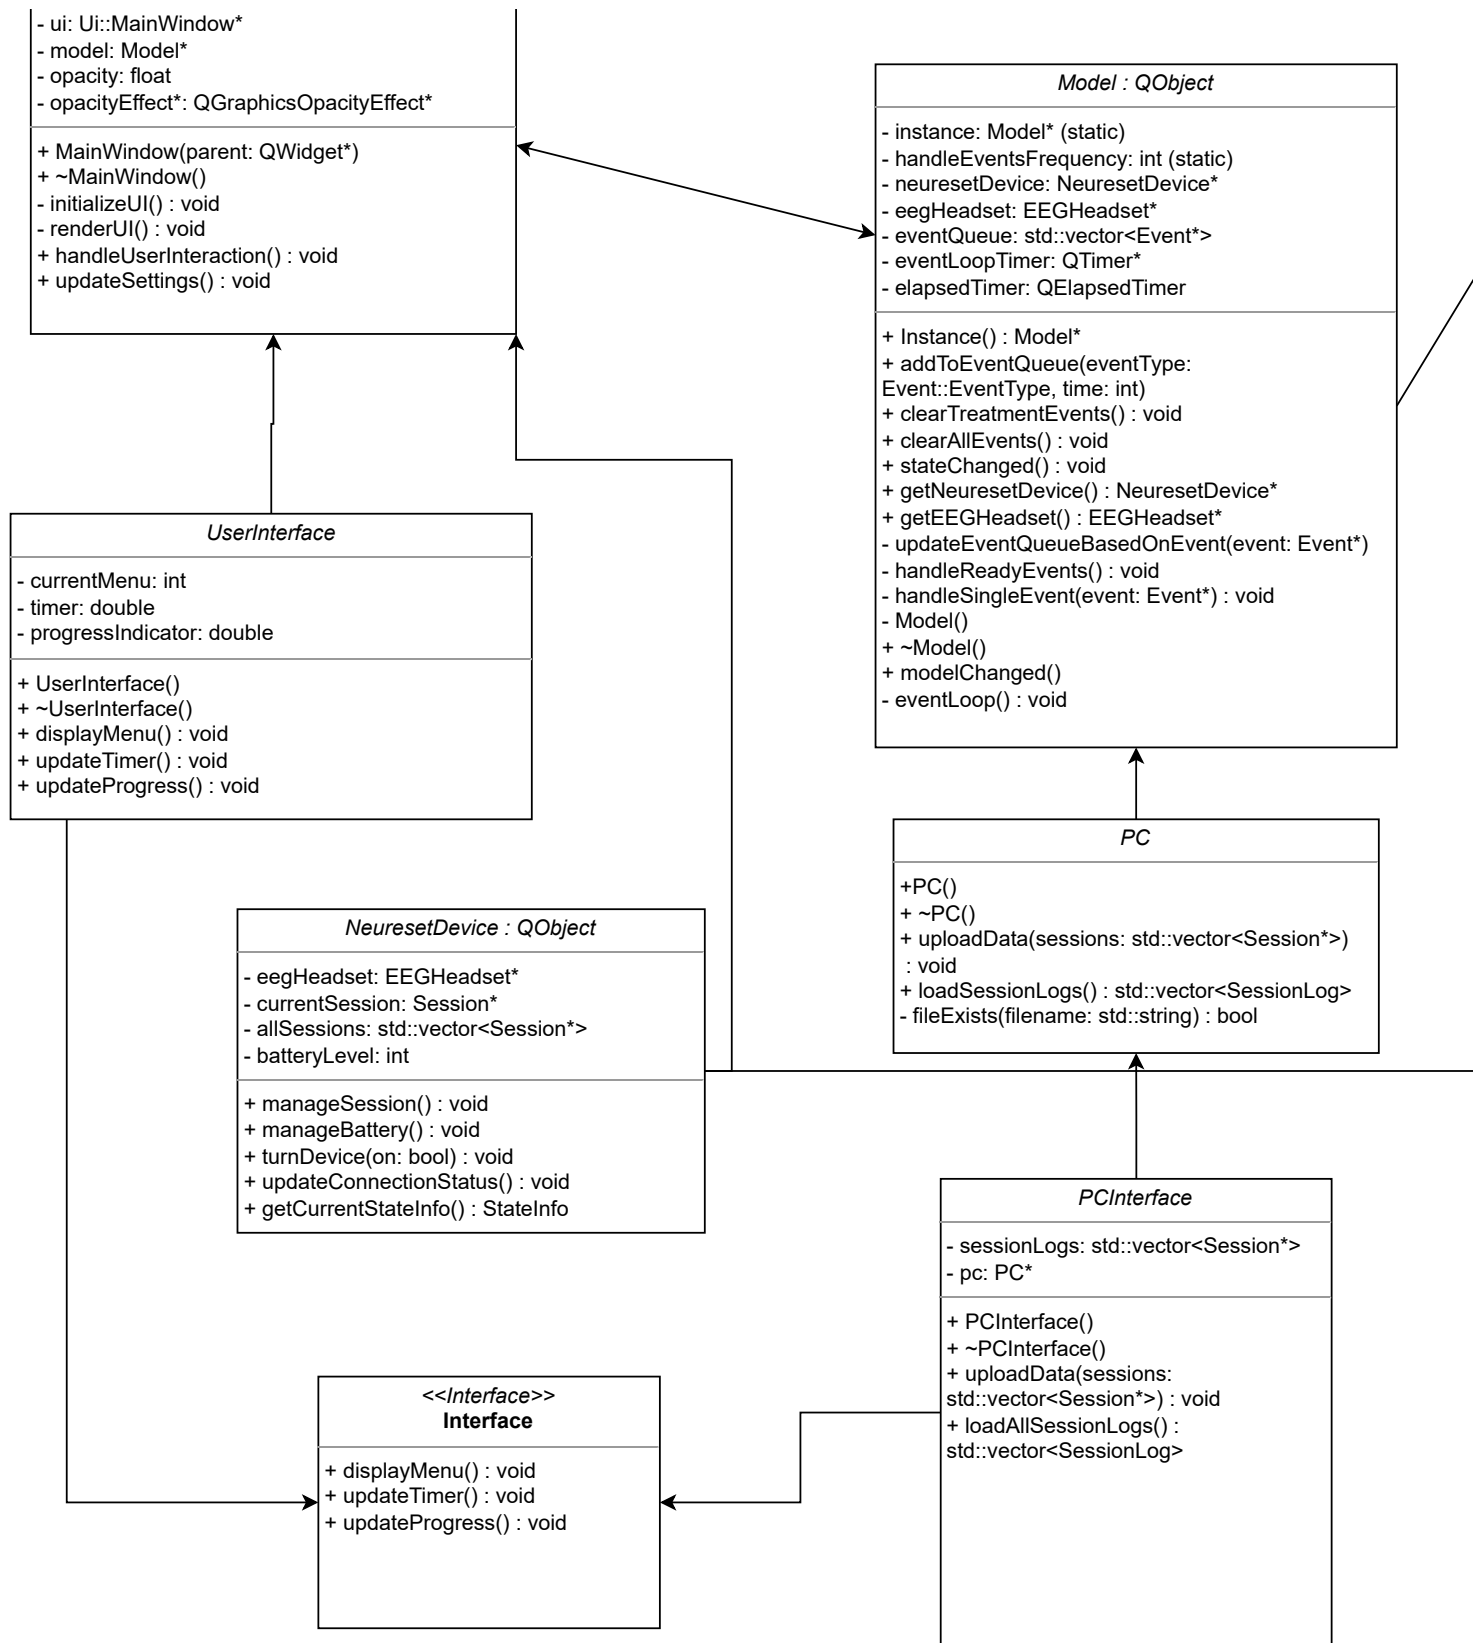 - ui: Ui::MainWindow*
- model: Model*
- opacity: float
- opacityEffect*: QGraphicsOpacityEffect*
+ MainWindow(parent: QWidget*)
+ ~MainWindow()
- initializeUI() : void
- renderUI() : void
+ handleUserInteraction() : void
+ updateSettings() : void
Model : QObject
- instance: Model* (static)
- handleEventsFrequency: int (static)
- neuresetDevice: NeuresetDevice*
- eegHeadset: EEGHeadset*
- eventQueue: std::vector<Event*>
- eventLoopTimer: QTimer*
- elapsedTimer: QElapsedTimer
+ Instance() : Model*
+ addToEventQueue(eventType:
Event::EventType, time: int)
+ clearTreatmentEvents() : void
+ clearAllEvents() : void
+ stateChanged() : void
+ getNeuresetDevice() : NeuresetDevice*
+ getEEGHeadset() : EEGHeadset*
- updateEventQueueBasedOnEvent(event: Event*)
- handleReadyEvents() : void
- handleSingleEvent(event: Event*) : void
- Model()
+ ~Model()
+ modelChanged()
- eventLoop() : void
UserInterface
- currentMenu: int
- timer: double
- progressIndicator: double
+ UserInterface()
+ ~UserInterface()
+ displayMenu() : void
+ updateTimer() : void
+ updateProgress() : void
PC
+PC()
+ ~PC()
+ uploadData(sessions: std::vector<Session*>)
: void
+ loadSessionLogs() : std::vector<SessionLog>
- fileExists(filename: std::string) : bool
NeuresetDevice : QObject
- eegHeadset: EEGHeadset*
- currentSession: Session*
- allSessions: std::vector<Session*>
- batteryLevel: int
+ manageSession() : void
+ manageBattery() : void
+ turnDevice(on: bool) : void
+ updateConnectionStatus() : void
+ getCurrentStateInfo() : StateInfo
PCInterface
- sessionLogs: std::vector<Session*>
- pc: PC*
+ PCInterface()
+ ~PCInterface()
+ uploadData(sessions:
std::vector<Session*>) : void
+ loadAllSessionLogs() :
std::vector<SessionLog>
<<Interface>>
Interface
+ displayMenu() : void
+ updateTimer() : void
+ updateProgress() : void